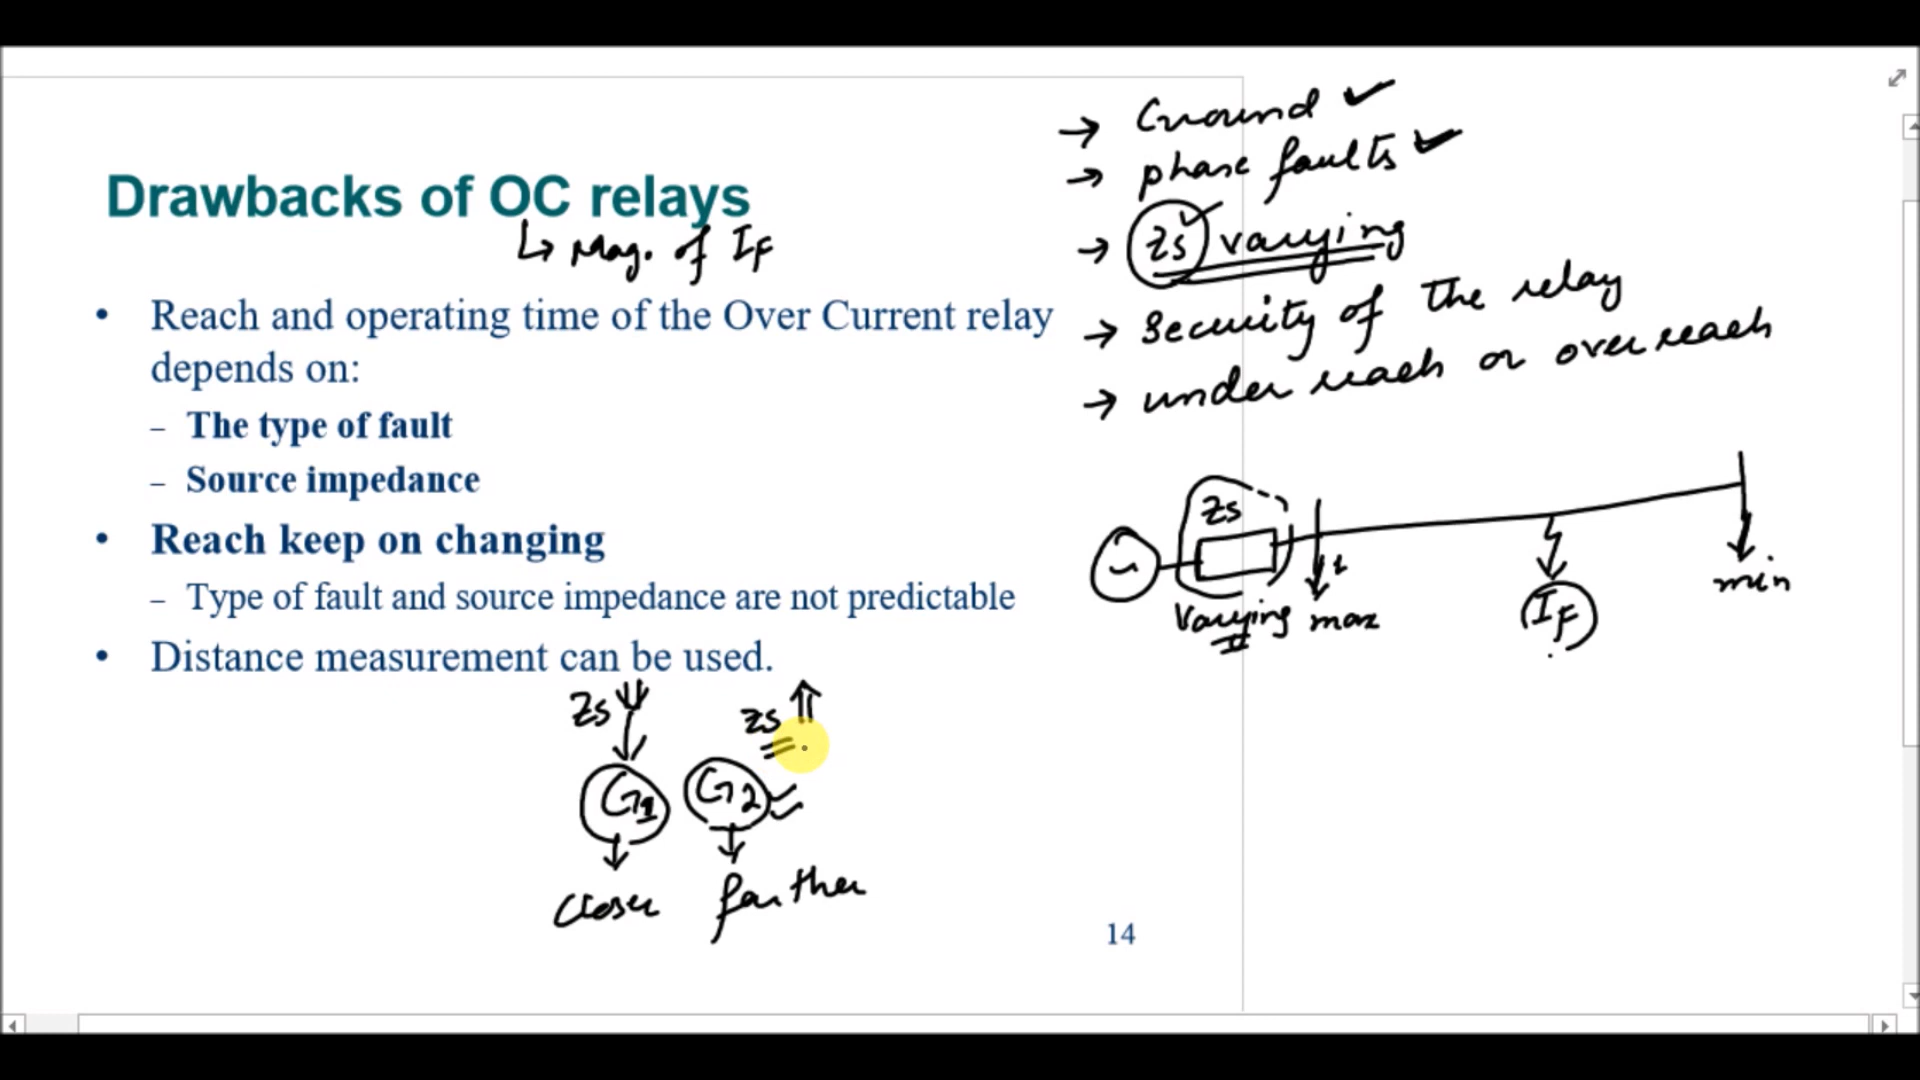 Drawbacks of OC relays
↳ Mag. of IF
• Reach and operating time of the Over Current relay
depends on:
– The type of fault
– Source impedance
• Reach keep on changing
– Type of fault and source impedance are not predictable
• Distance measurement can be used.
Zs ⇓ Zs ⇑
G1 G2
closer farther
14
→ Ground ✓
→ phase faults ✓
→ Zs varying
→ Security of the relay
→ under reach or over reach
Zs
Varying max
IF
min